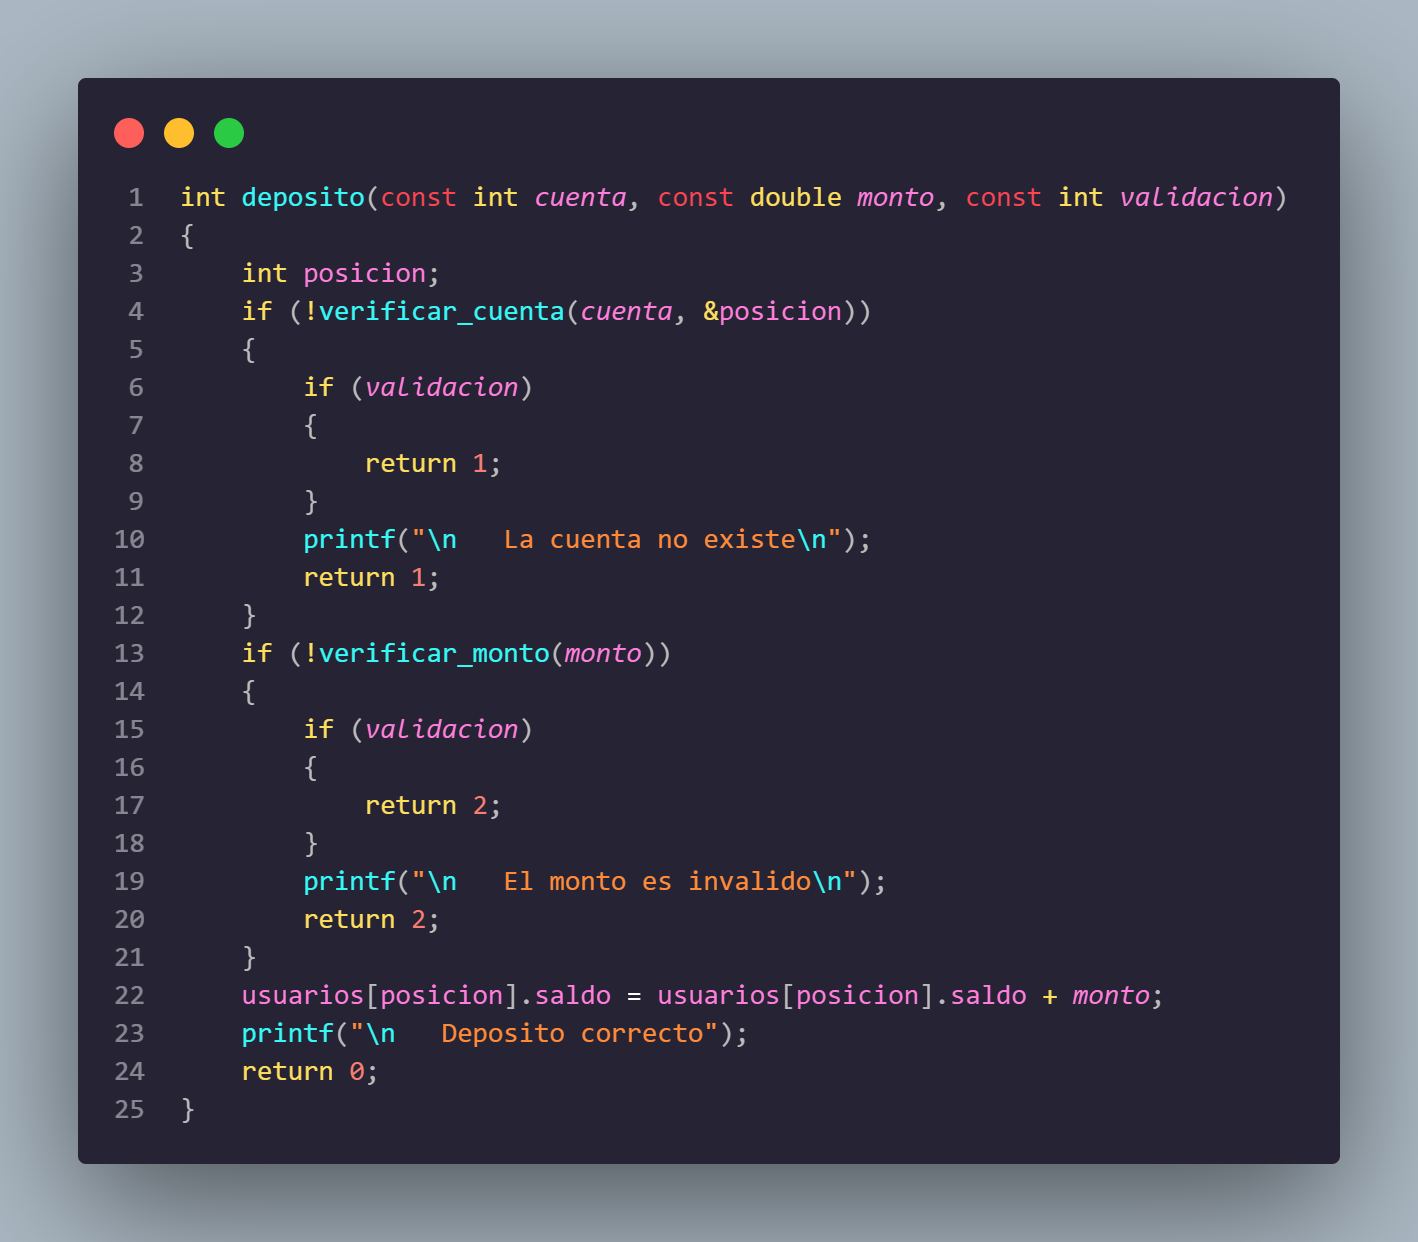 1 int deposito(const int cuenta, const double monto, const int validacion)
2 {
3     int posicion;
4     if (!verificar_cuenta(cuenta, &posicion))
5     {
6         if (validacion)
7         {
8             return 1;
9         }
10         printf("\n   La cuenta no existe\n");
11         return 1;
12     }
13     if (!verificar_monto(monto))
14     {
15         if (validacion)
16         {
17             return 2;
18         }
19         printf("\n   El monto es invalido\n");
20         return 2;
21     }
22     usuarios[posicion].saldo = usuarios[posicion].saldo + monto;
23     printf("\n   Deposito correcto");
24     return 0;
25 }